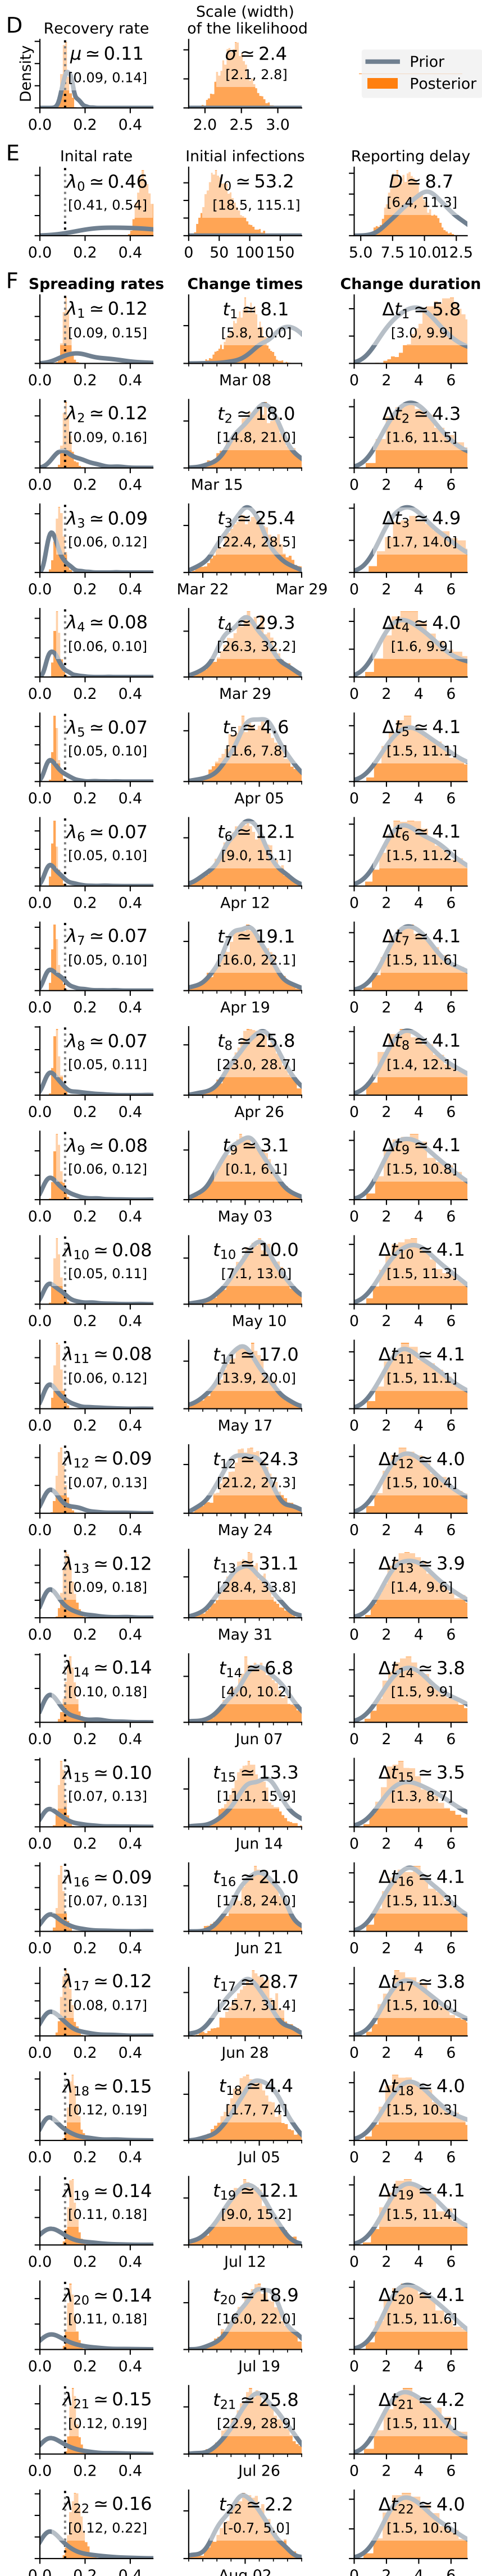 D
Recovery rate
Scale (width)
of the likelihood
Density
μ ≃ 0.11
[0.09, 0.14]
σ ≃ 2.4
[2.1, 2.8]
Prior
Posterior
0.0 0.2 0.4
2.0 2.5 3.0
E
Inital rate
Initial infections
Reporting delay
λ0 ≃ 0.46
[0.41, 0.54]
I0 ≃ 53.2
[18.5, 115.1]
D ≃ 8.7
[6.4, 11.3]
0.0 0.2 0.4
0 50 100 150
5.0 7.5 10.0 12.5
F
Spreading rates
Change times
Change duration
λ1 ≃ 0.12
[0.09, 0.15]
t1 ≃ 8.1
[5.8, 10.0]
Δt1 ≃ 5.8
[3.0, 9.9]
0.0 0.2 0.4
Mar 08
0 2 4 6
λ2 ≃ 0.12
[0.09, 0.16]
t2 ≃ 18.0
[14.8, 21.0]
Δt2 ≃ 4.3
[1.6, 11.5]
0.0 0.2 0.4
Mar 15
0 2 4 6
λ3 ≃ 0.09
[0.06, 0.12]
t3 ≃ 25.4
[22.4, 28.5]
Δt3 ≃ 4.9
[1.7, 14.0]
0.0 0.2 0.4
Mar 22 Mar 29
0 2 4 6
λ4 ≃ 0.08
[0.06, 0.10]
t4 ≃ 29.3
[26.3, 32.2]
Δt4 ≃ 4.0
[1.6, 9.9]
0.0 0.2 0.4
Mar 29
0 2 4 6
λ5 ≃ 0.07
[0.05, 0.10]
t5 ≃ 4.6
[1.6, 7.8]
Δt5 ≃ 4.1
[1.5, 11.1]
0.0 0.2 0.4
Apr 05
0 2 4 6
λ6 ≃ 0.07
[0.05, 0.10]
t6 ≃ 12.1
[9.0, 15.1]
Δt6 ≃ 4.1
[1.5, 11.2]
0.0 0.2 0.4
Apr 12
0 2 4 6
λ7 ≃ 0.07
[0.05, 0.10]
t7 ≃ 19.1
[16.0, 22.1]
Δt7 ≃ 4.1
[1.5, 11.6]
0.0 0.2 0.4
Apr 19
0 2 4 6
λ8 ≃ 0.07
[0.05, 0.11]
t8 ≃ 25.8
[23.0, 28.7]
Δt8 ≃ 4.1
[1.4, 12.1]
0.0 0.2 0.4
Apr 26
0 2 4 6
λ9 ≃ 0.08
[0.06, 0.12]
t9 ≃ 3.1
[0.1, 6.1]
Δt9 ≃ 4.1
[1.5, 10.8]
0.0 0.2 0.4
May 03
0 2 4 6
λ10 ≃ 0.08
[0.05, 0.11]
t10 ≃ 10.0
[7.1, 13.0]
Δt10 ≃ 4.1
[1.5, 11.3]
0.0 0.2 0.4
May 10
0 2 4 6
λ11 ≃ 0.08
[0.06, 0.12]
t11 ≃ 17.0
[13.9, 20.0]
Δt11 ≃ 4.1
[1.5, 11.1]
0.0 0.2 0.4
May 17
0 2 4 6
λ12 ≃ 0.09
[0.07, 0.13]
t12 ≃ 24.3
[21.2, 27.3]
Δt12 ≃ 4.0
[1.5, 10.4]
0.0 0.2 0.4
May 24
0 2 4 6
λ13 ≃ 0.12
[0.09, 0.18]
t13 ≃ 31.1
[28.4, 33.8]
Δt13 ≃ 3.9
[1.4, 9.6]
0.0 0.2 0.4
May 31
0 2 4 6
λ14 ≃ 0.14
[0.10, 0.18]
t14 ≃ 6.8
[4.0, 10.2]
Δt14 ≃ 3.8
[1.5, 9.9]
0.0 0.2 0.4
Jun 07
0 2 4 6
λ15 ≃ 0.10
[0.07, 0.13]
t15 ≃ 13.3
[11.1, 15.9]
Δt15 ≃ 3.5
[1.3, 8.7]
0.0 0.2 0.4
Jun 14
0 2 4 6
λ16 ≃ 0.09
[0.07, 0.13]
t16 ≃ 21.0
[17.8, 24.0]
Δt16 ≃ 4.1
[1.5, 11.3]
0.0 0.2 0.4
Jun 21
0 2 4 6
λ17 ≃ 0.12
[0.08, 0.17]
t17 ≃ 28.7
[25.7, 31.4]
Δt17 ≃ 3.8
[1.5, 10.0]
0.0 0.2 0.4
Jun 28
0 2 4 6
λ18 ≃ 0.15
[0.12, 0.19]
t18 ≃ 4.4
[1.7, 7.4]
Δt18 ≃ 4.0
[1.5, 10.3]
0.0 0.2 0.4
Jul 05
0 2 4 6
λ19 ≃ 0.14
[0.11, 0.18]
t19 ≃ 12.1
[9.0, 15.2]
Δt19 ≃ 4.1
[1.5, 11.4]
0.0 0.2 0.4
Jul 12
0 2 4 6
λ20 ≃ 0.14
[0.11, 0.18]
t20 ≃ 18.9
[16.0, 22.0]
Δt20 ≃ 4.1
[1.5, 11.6]
0.0 0.2 0.4
Jul 19
0 2 4 6
λ21 ≃ 0.15
[0.12, 0.19]
t21 ≃ 25.8
[22.9, 28.9]
Δt21 ≃ 4.2
[1.5, 11.7]
0.0 0.2 0.4
Jul 26
0 2 4 6
λ22 ≃ 0.16
[0.12, 0.22]
t22 ≃ 2.2
[-0.7, 5.0]
Δt22 ≃ 4.0
[1.5, 10.6]
Aug 02